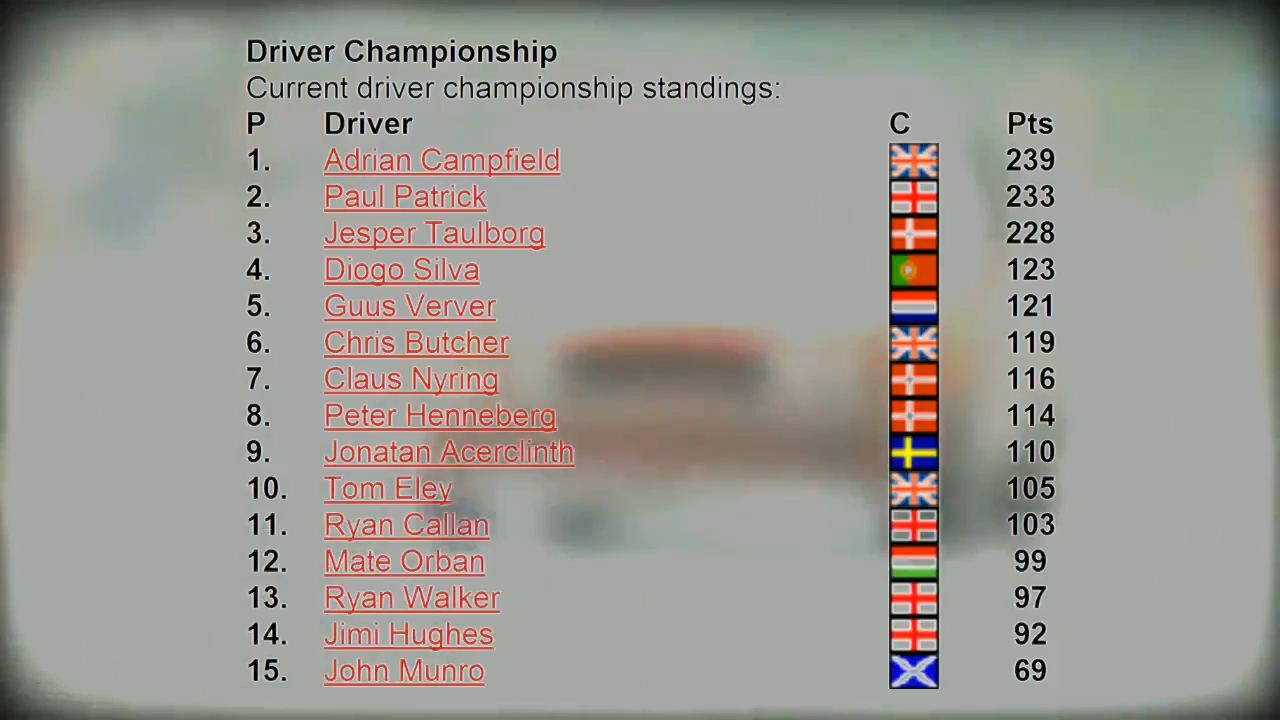 Driver Championship
Current driver championship standings:
P Driver C Pts
1. Adrian Campfield 239
2. Paul Patrick 233
3. Jesper Taulborg 228
4. Diogo Silva 123
5. Guus Verver 121
6. Chris Butcher 119
7. Claus Nyring 116
8. Peter Henneberg 114
9. Jonatan Acerclinth 110
10. Tom Eley 105
11. Ryan Callan 103
12. Mate Orban 99
13. Ryan Walker 97
14. Jimi Hughes 92
15. John Munro 69